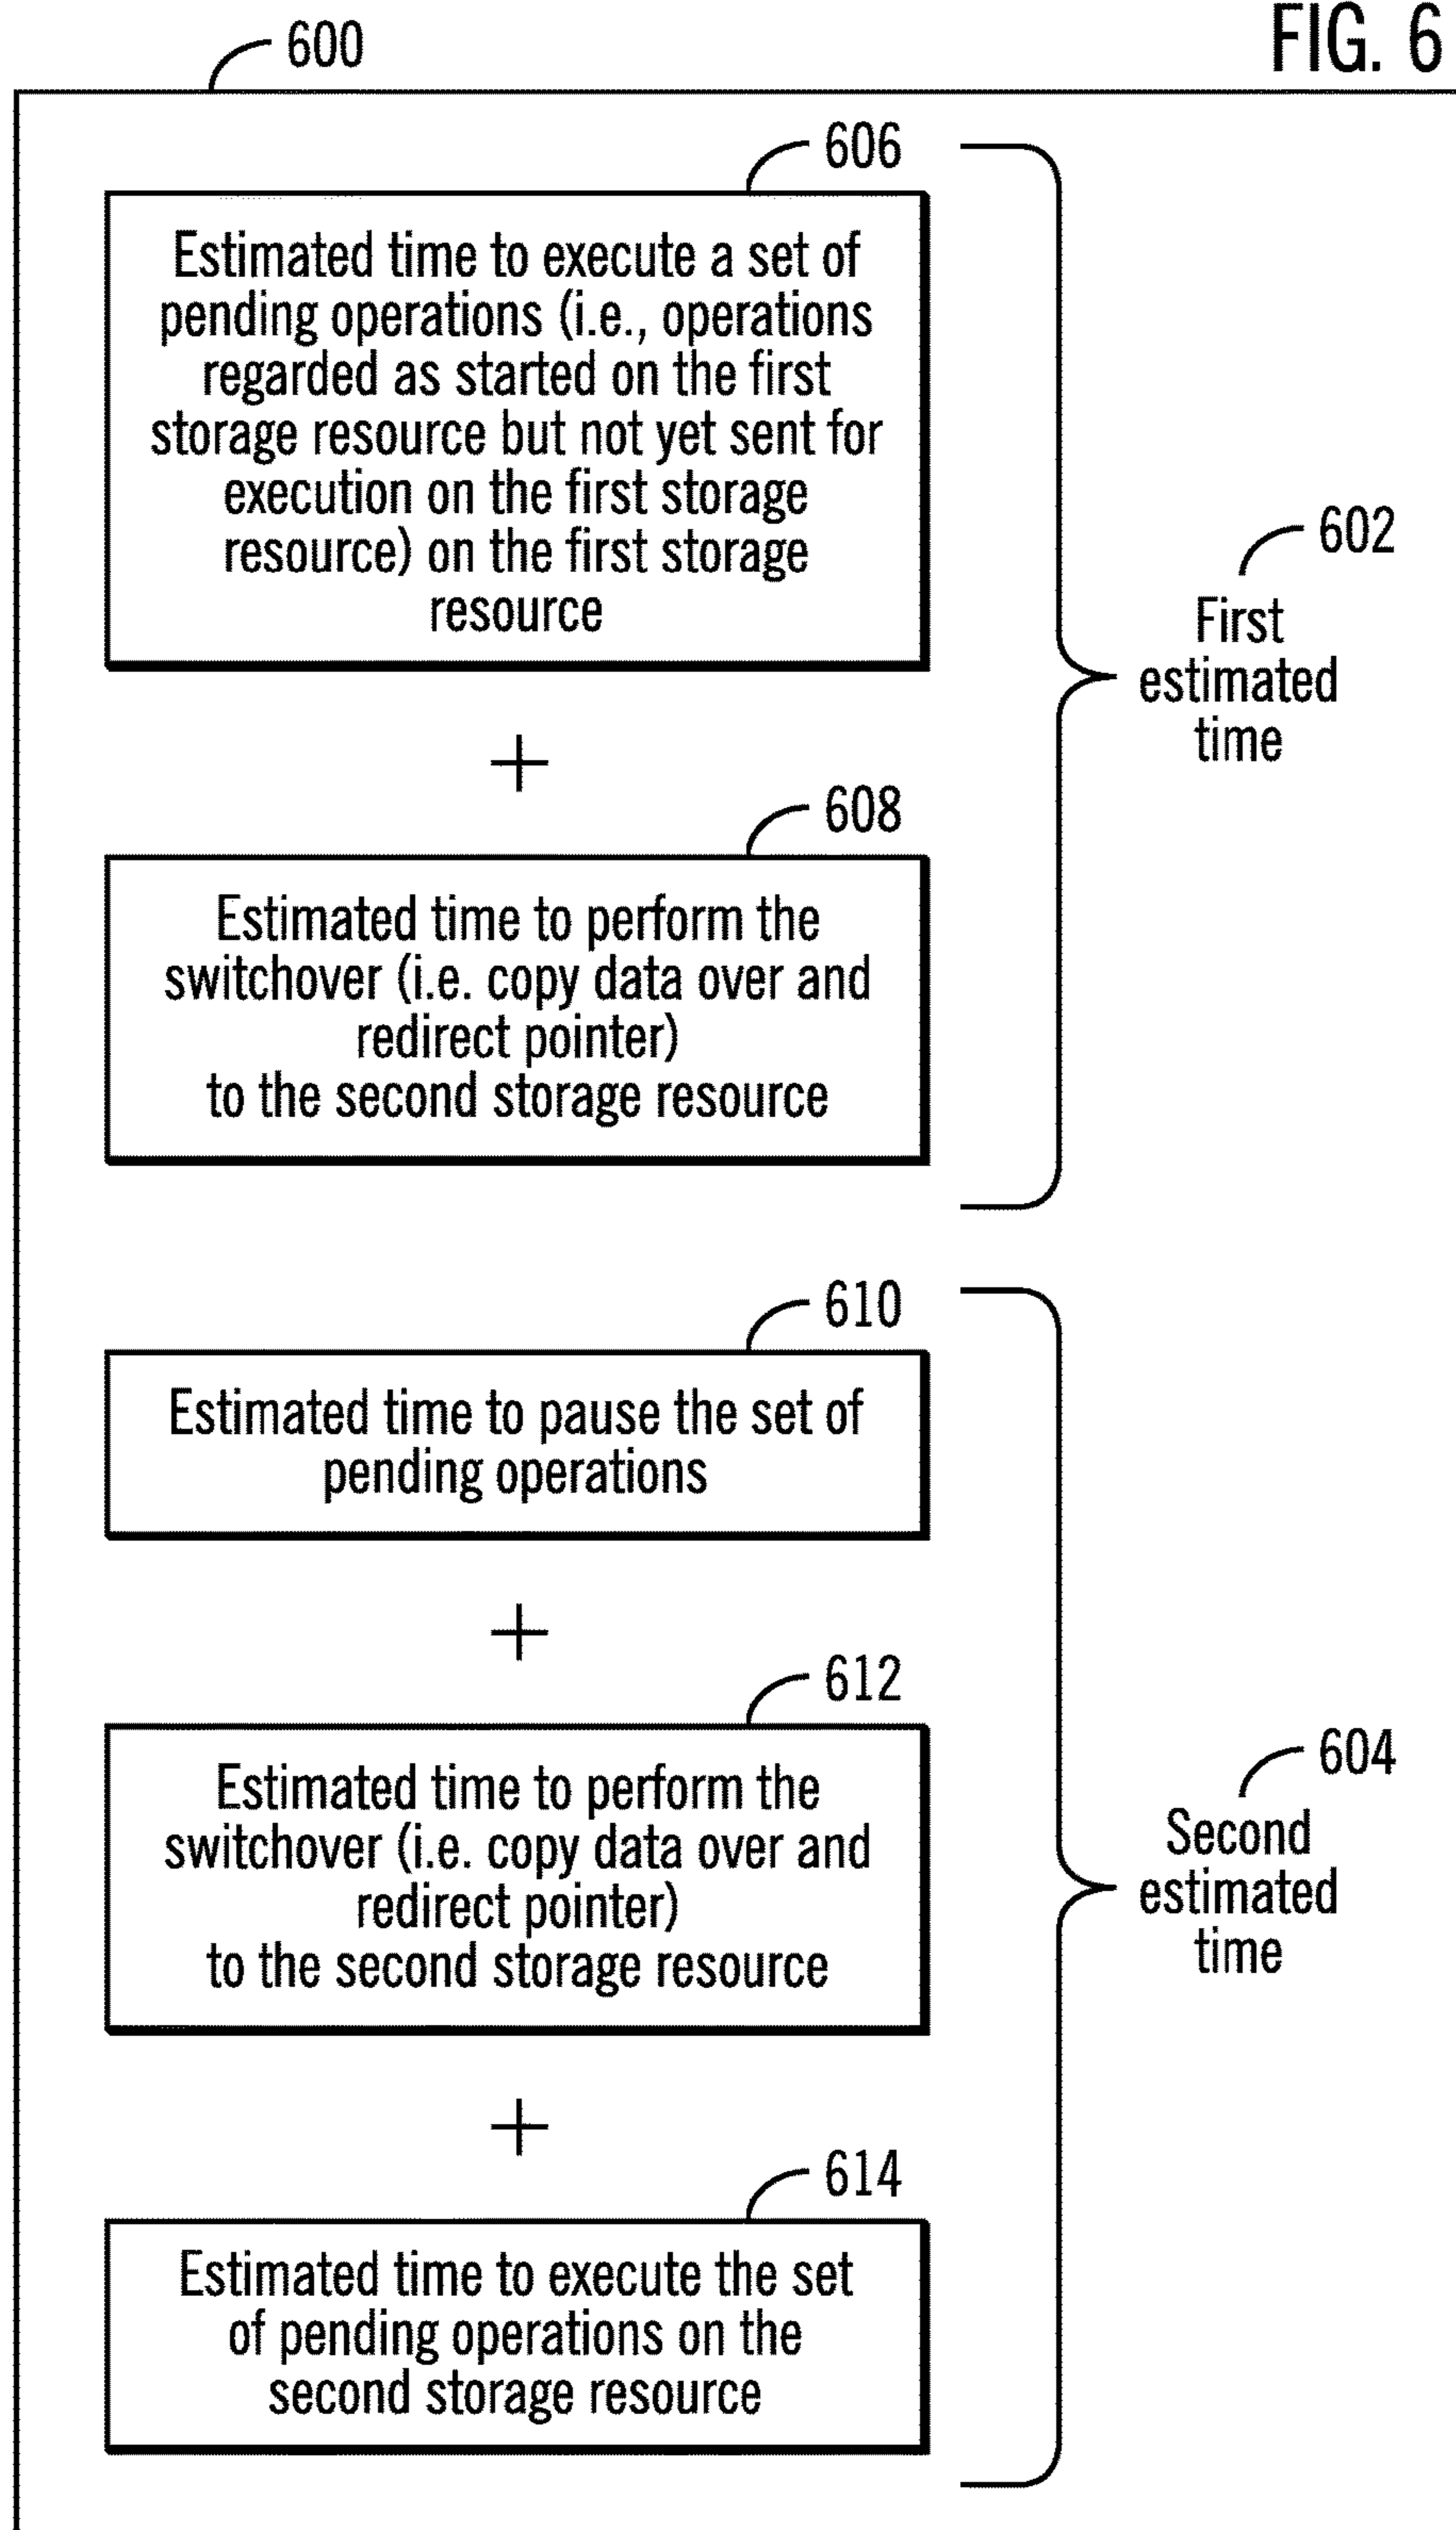 FIG. 6
600
606
Estimated time to execute a set of
pending operations (i.e., operations
regarded as started on the first
storage resource but not yet sent for
execution on the first storage
resource) on the first storage
resource
602
First
estimated
time
+
608
Estimated time to perform the
switchover (i.e. copy data over and
redirect pointer)
to the second storage resource
610
Estimated time to pause the set of
pending operations
+
612
Estimated time to perform the
switchover (i.e. copy data over and
redirect pointer)
to the second storage resource
604
Second
estimated
time
+
614
Estimated time to execute the set
of pending operations on the
second storage resource